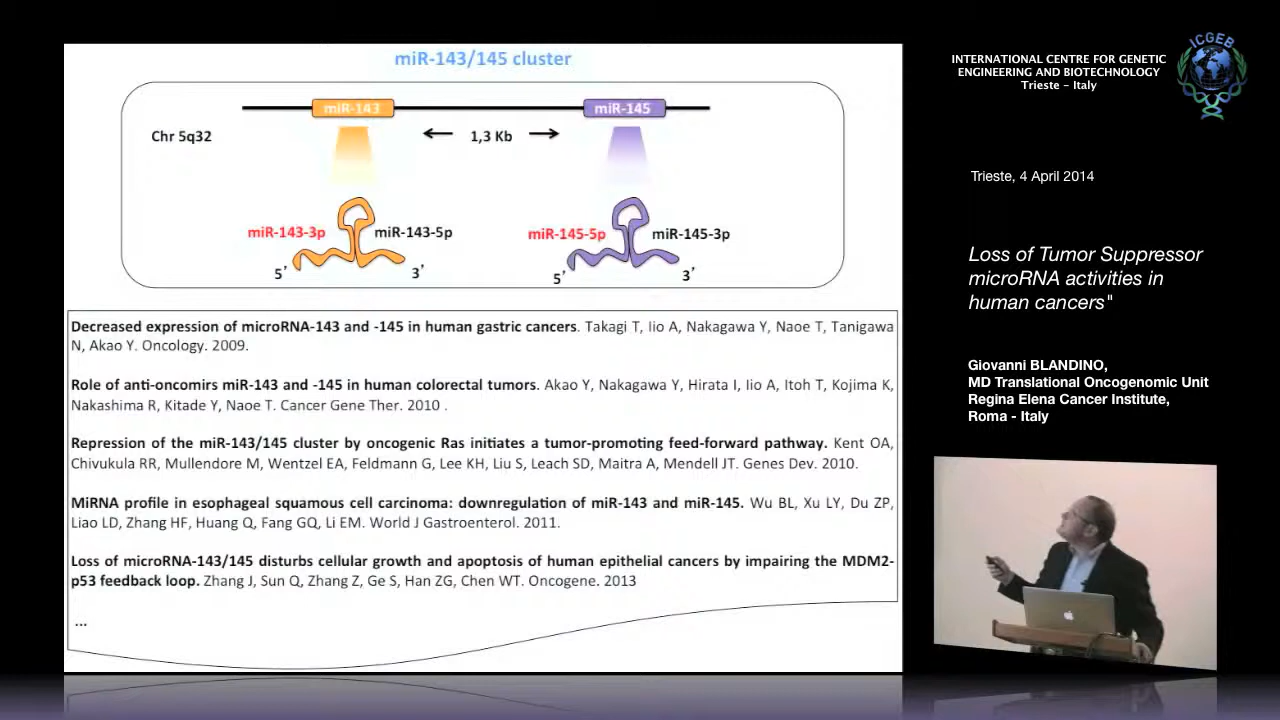 miR-143/145 cluster
miR-143
miR-145
Chr 5q32
1,3 Kb
miR-143-3p
miR-143-5p
miR-145-5p
miR-145-3p
5’
3’
5’
3’
Decreased expression of microRNA-143 and -145 in human gastric cancers. Takagi T, Iio A, Nakagawa Y, Naoe T, Tanigawa
N, Akao Y. Oncology. 2009.
Role of anti-oncomirs miR-143 and -145 in human colorectal tumors. Akao Y, Nakagawa Y, Hirata I, Iio A, Itoh T, Kojima K,
Nakashima R, Kitade Y, Naoe T. Cancer Gene Ther. 2010 .
Repression of the miR-143/145 cluster by oncogenic Ras initiates a tumor-promoting feed-forward pathway. Kent OA,
Chivukula RR, Mullendore M, Wentzel EA, Feldmann G, Lee KH, Liu S, Leach SD, Maitra A, Mendell JT. Genes Dev. 2010.
MiRNA profile in esophageal squamous cell carcinoma: downregulation of miR-143 and miR-145. Wu BL, Xu LY, Du ZP,
Liao LD, Zhang HF, Huang Q, Fang GQ, Li EM. World J Gastroenterol. 2011.
Loss of microRNA-143/145 disturbs cellular growth and apoptosis of human epithelial cancers by impairing the MDM2-
p53 feedback loop. Zhang J, Sun Q, Zhang Z, Ge S, Han ZG, Chen WT. Oncogene. 2013
...
INTERNATIONAL CENTRE FOR GENETIC
ENGINEERING AND BIOTECHNOLOGY
Trieste - Italy
ICGEB
Trieste, 4 April 2014
Loss of Tumor Suppressor
microRNA activities in
human cancers"
Giovanni BLANDINO,
MD Translational Oncogenomic Unit
Regina Elena Cancer Institute,
Roma - Italy